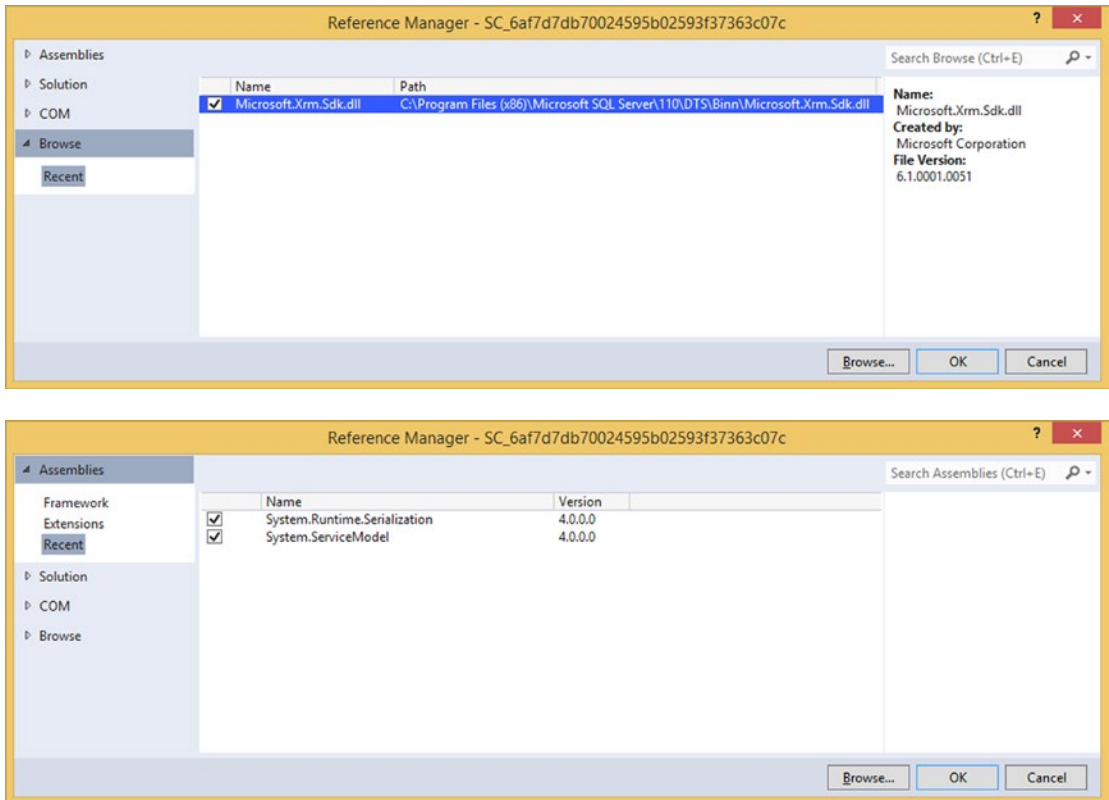 Reference Manager - SC_6af7d7db70024595b02593f37363c07c
?
Assemblies
Search Browse (Ctrl+E)
Solution
COM
Browse
Recent
Name Path
Microsoft.Xrm.Sdk.dll C:\Program Files (x86)\Microsoft SQL Server\110\DTS\Binn\Microsoft.Xrm.Sdk.dll
Name:
Microsoft.Xrm.Sdk.dll
Created by:
Microsoft Corporation
File Version:
6.1.0001.0051
Browse... OK Cancel
Reference Manager - SC_6af7d7db70024595b02593f37363c07c
?
Assemblies
Search Assemblies (Ctrl+E)
Framework
Extensions
Recent
Solution
COM
Browse
Name Version
System.Runtime.Serialization 4.0.0.0
System.ServiceModel 4.0.0.0
Browse... OK Cancel